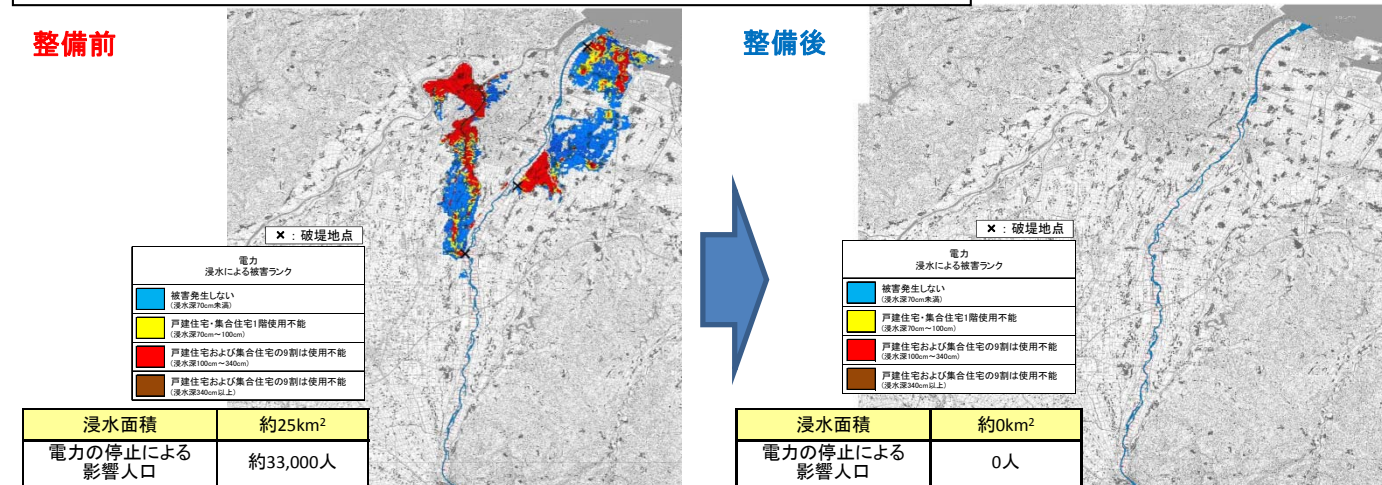 整備前
×:破堤地点
電力
浸水による被害ランク
被害発生しない
(浸水深70cm未満)
戸建住宅・集合住宅1階使用不能
(浸水深70cm～100cm)
戸建住宅および集合住宅の9割は使用不能
(浸水深100cm～340cm)
戸建住宅および集合住宅の9割は使用不能
(浸水深340cm以上)
浸水面積 約25km²
電力の停止による
影響人口 約33,000人
整備後
×:破堤地点
電力
浸水による被害ランク
被害発生しない
(浸水深70cm未満)
戸建住宅・集合住宅1階使用不能
(浸水深70cm～100cm)
戸建住宅および集合住宅の9割は使用不能
(浸水深100cm～340cm)
戸建住宅および集合住宅の9割は使用不能
(浸水深340cm以上)
浸水面積 約0km²
電力の停止による
影響人口 0人